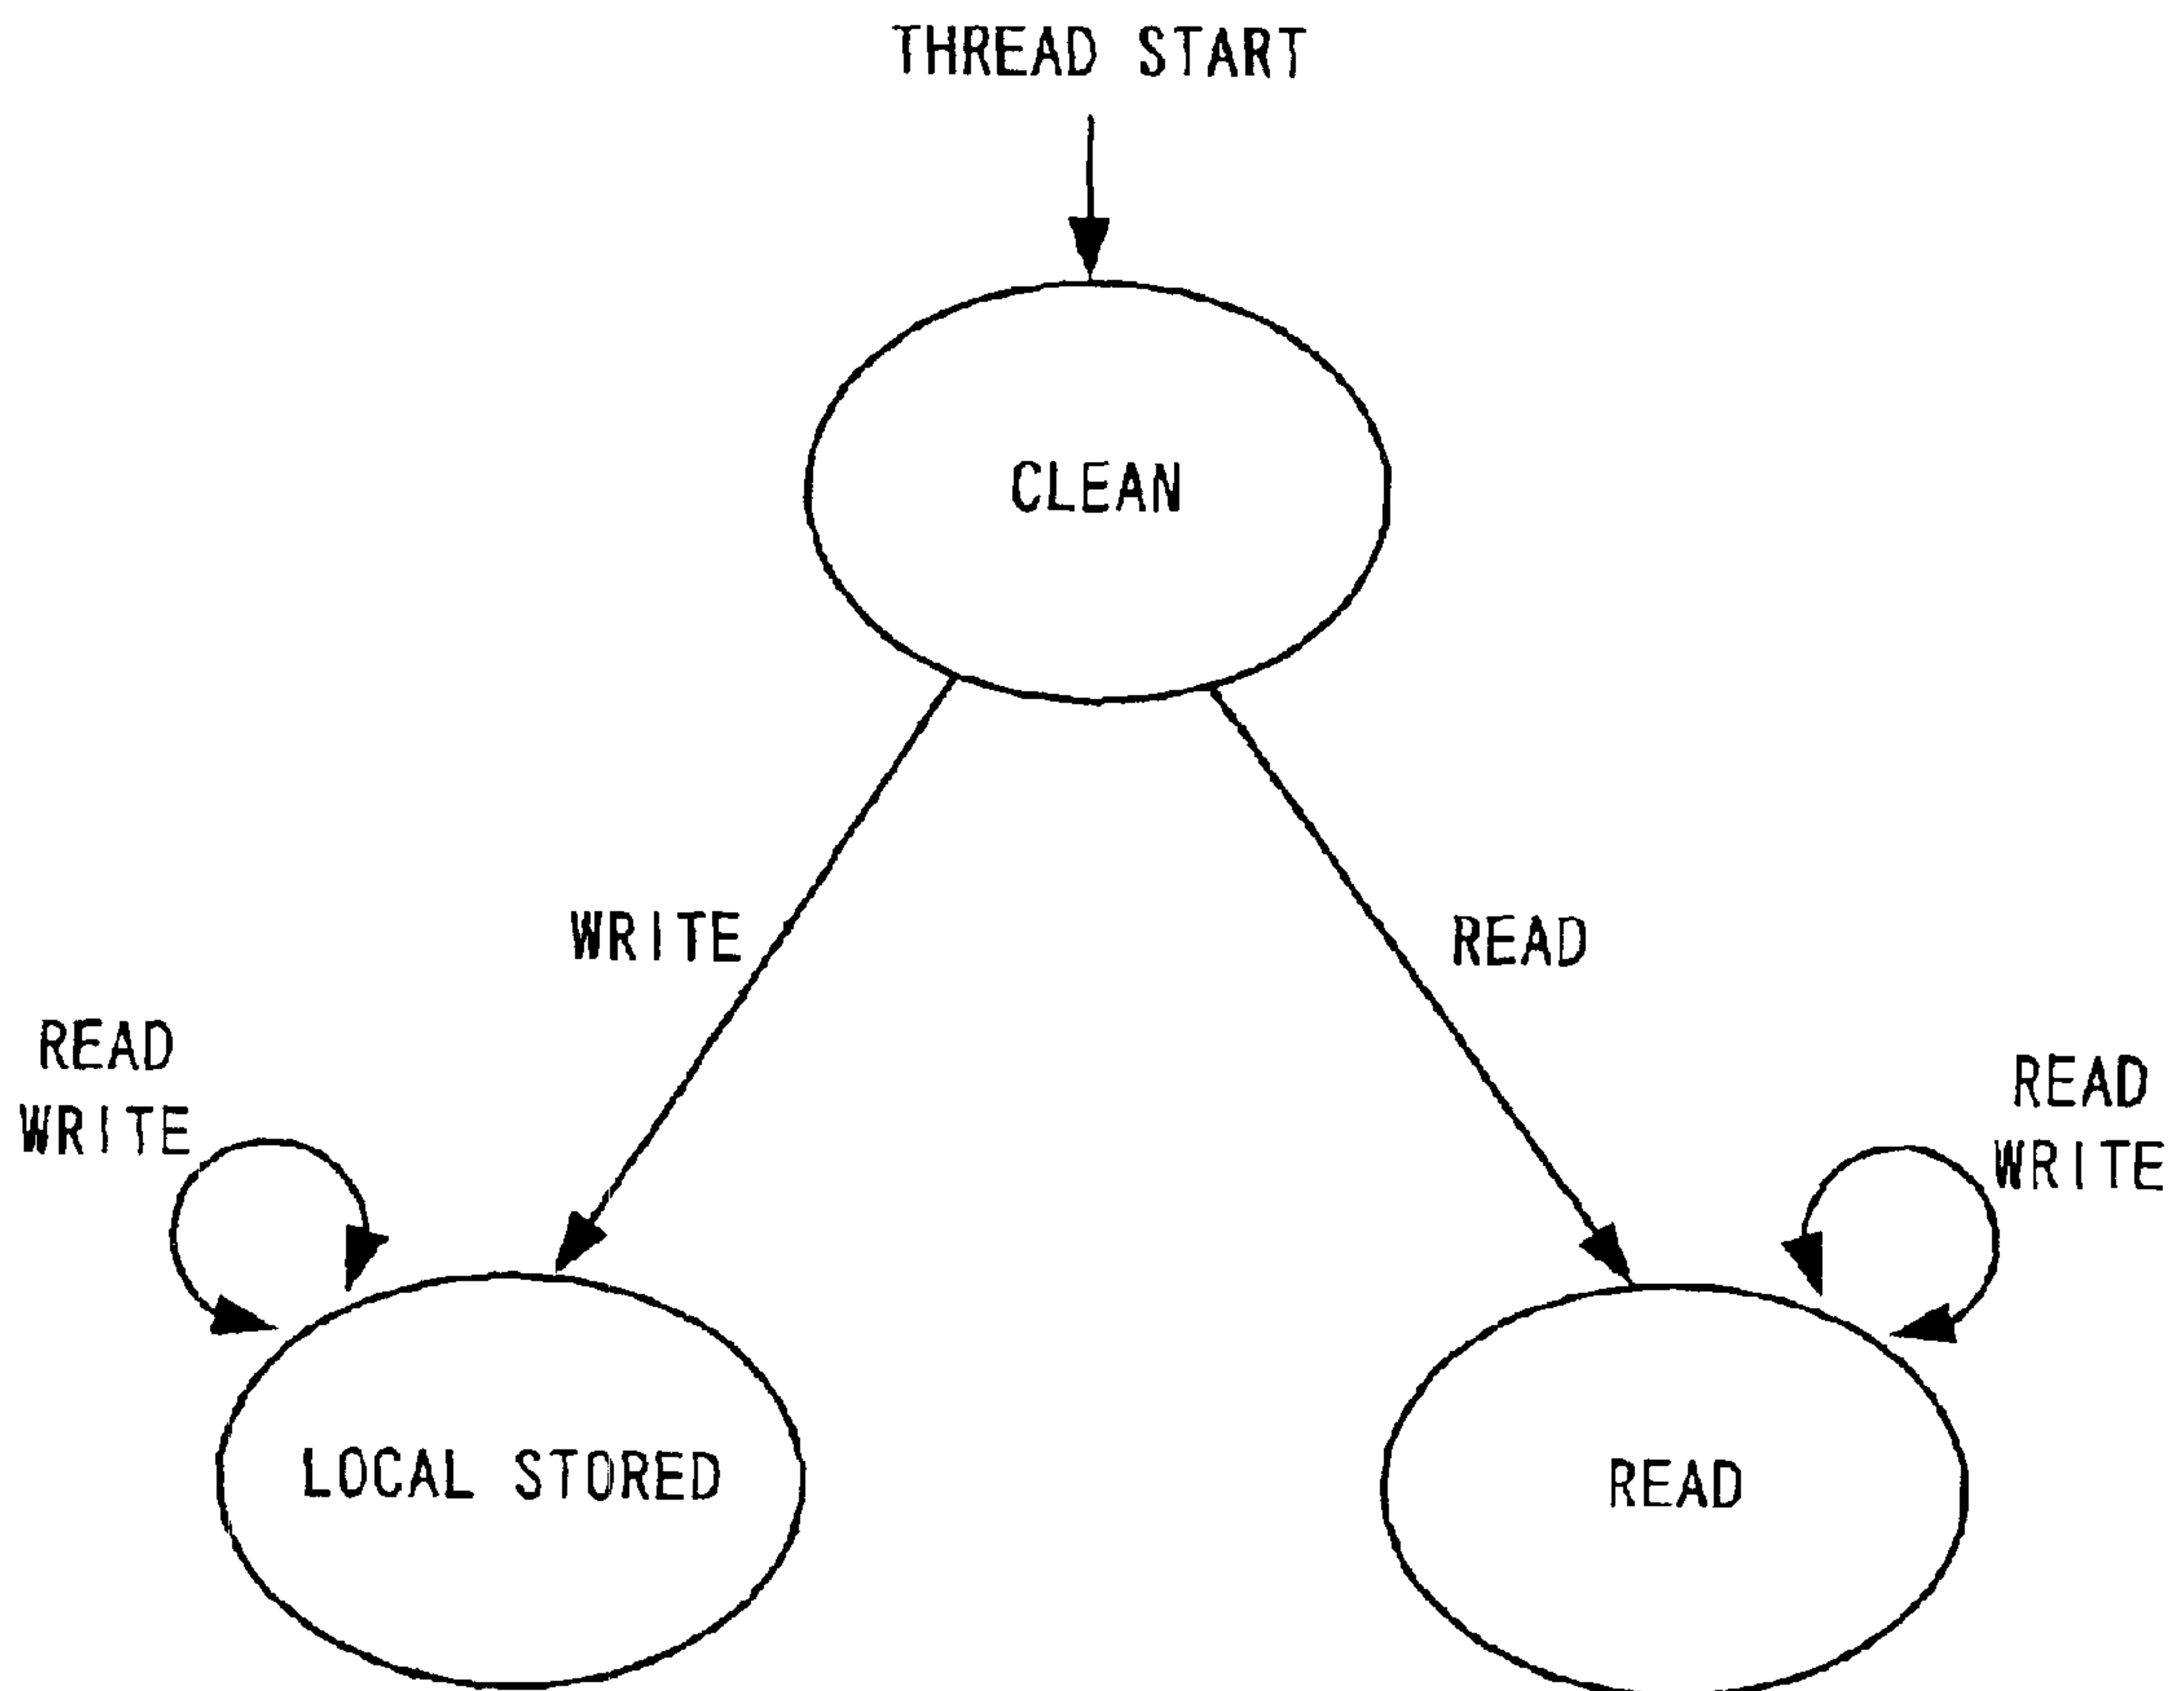 THREAD START
CLEAN
WRITE
READ
READ
WRITE
READ
WRITE
LOCAL STORED
READ